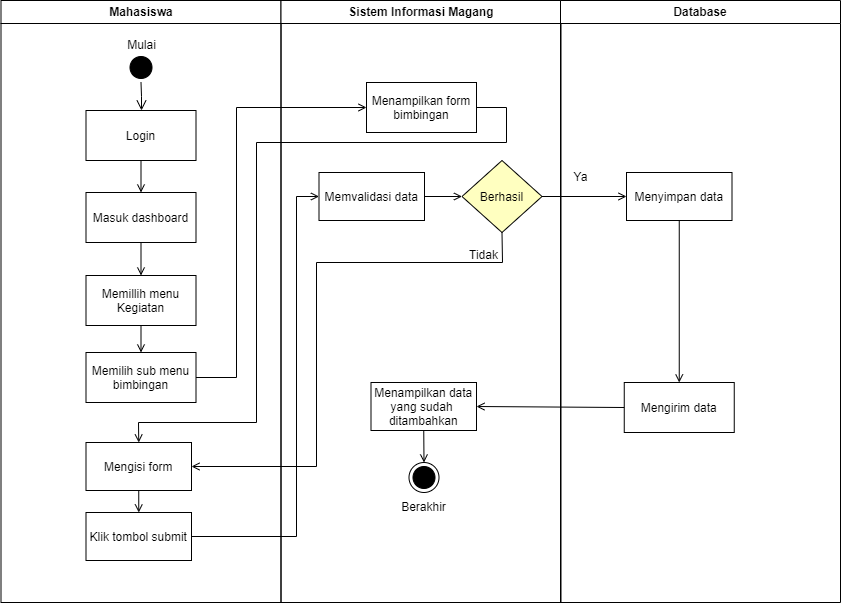 Mahasiswa
Sistem Informasi Magang
Database
Mulai
Login
Masuk dashboard
Memillih menu
Kegiatan
Memilih sub menu
bimbingan
Mengisi form
Klik tombol submit
Menampilkan form
bimbingan
Memvalidasi data
Berhasil
Ya
Tidak
Menyimpan data
Mengirim data
Menampilkan data
yang sudah
ditambahkan
Berakhir